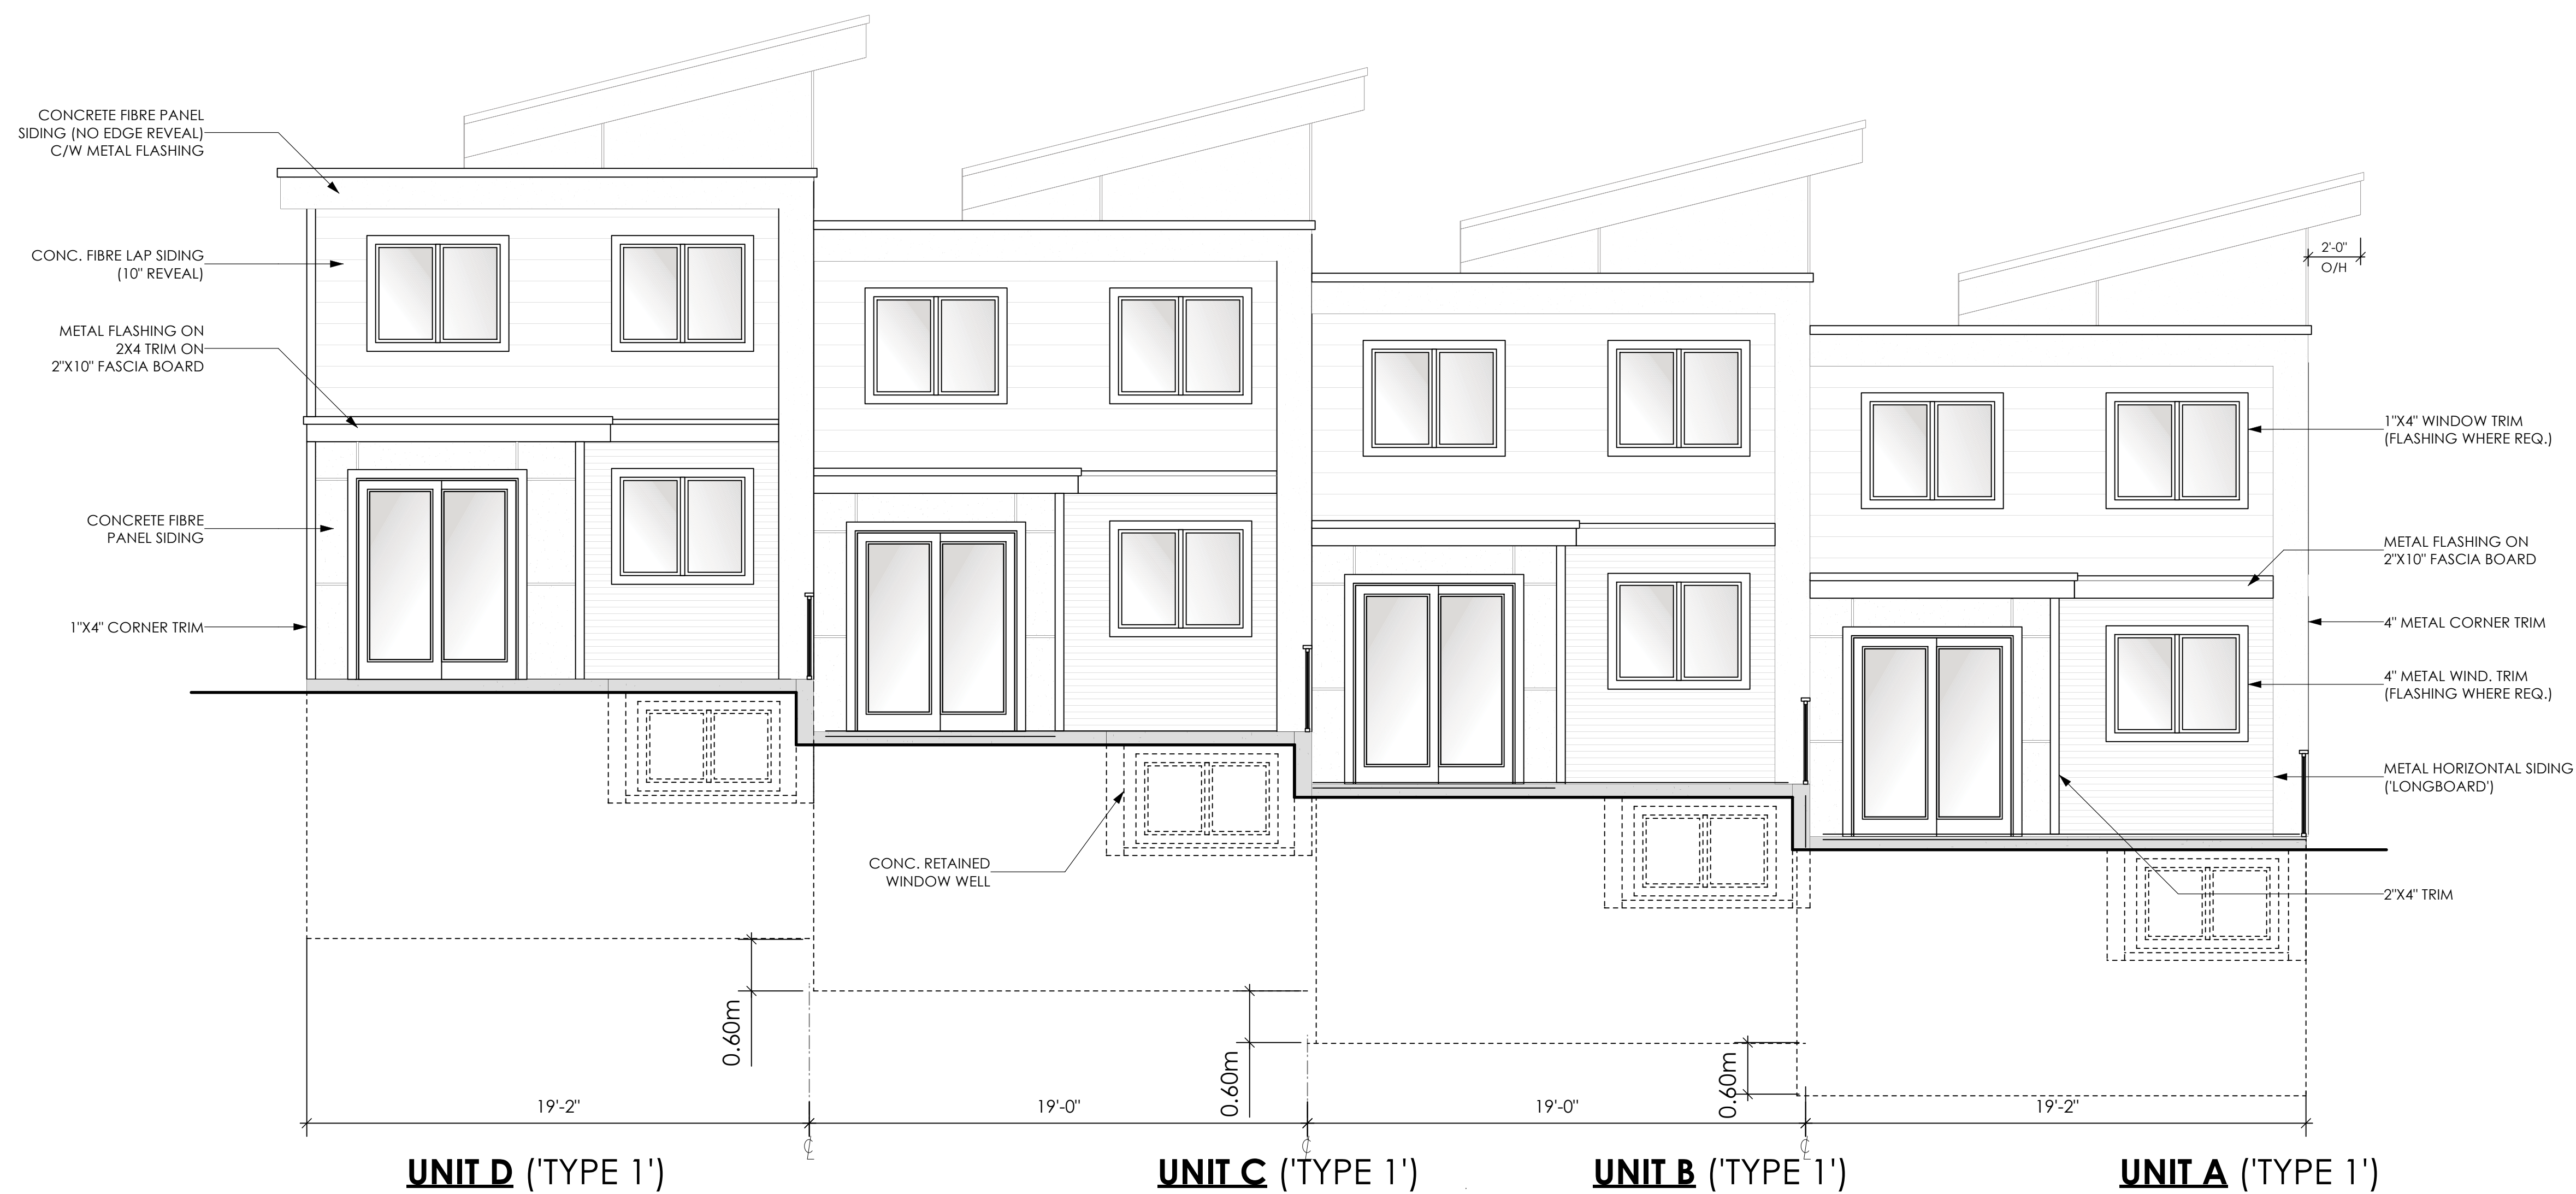 CONCRETE FIBRE PANEL
SIDING (NO EDGE REVEAL)
C/W METAL FLASHING
CONC. FIBRE LAP SIDING
(10" REVEAL)
METAL FLASHING ON
2X4 TRIM ON
2"X10" FASCIA BOARD
CONCRETE FIBRE
PANEL SIDING
1"X4" CORNER TRIM
CONC. RETAINED
WINDOW WELL
2'-0"
O/H
1"X4" WINDOW TRIM
(FLASHING WHERE REQ.)
METAL FLASHING ON
2"X10" FASCIA BOARD
4" METAL CORNER TRIM
4" METAL WIND. TRIM
(FLASHING WHERE REQ.)
METAL HORIZONTAL SIDING
('LONGBOARD')
2"X4" TRIM
0.60m
0.60m
0.60m
19'-2"
19'-0"
19'-0"
19'-2"
℄
℄
℄
UNIT D ('TYPE 1')
UNIT C ('TYPE 1')
UNIT B ('TYPE 1')
UNIT A ('TYPE 1')